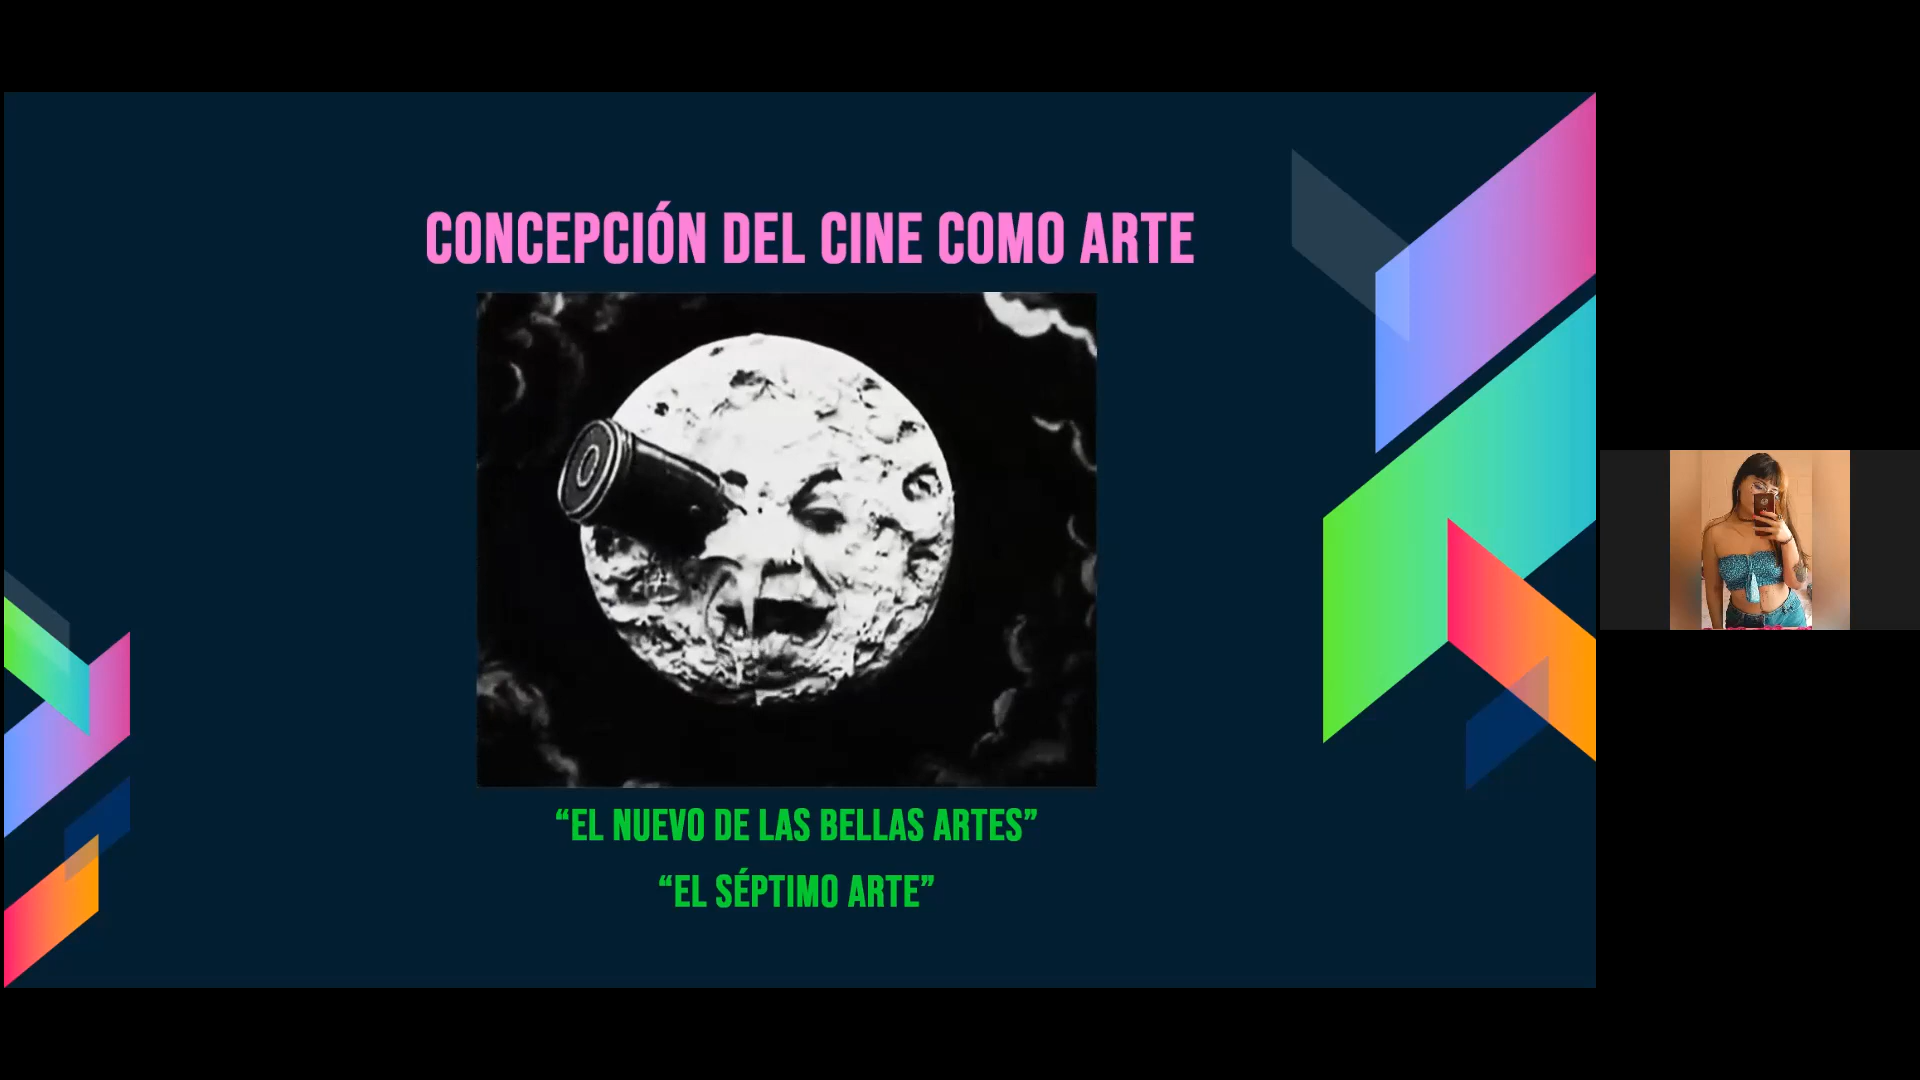 CONCEPCIÓN DEL CINE COMO ARTE
“EL NUEVO DE LAS BELLAS ARTES”
“EL SÉPTIMO ARTE”